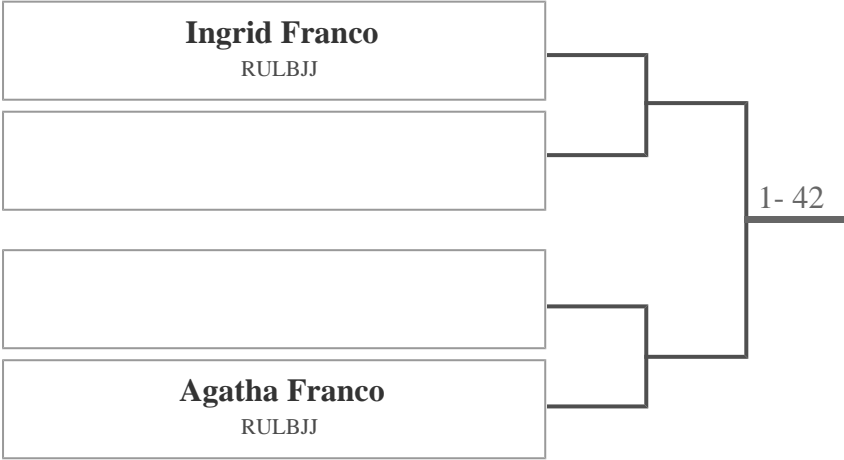 Ingrid Franco
RULBJJ
1- 42
Agatha Franco
RULBJJ